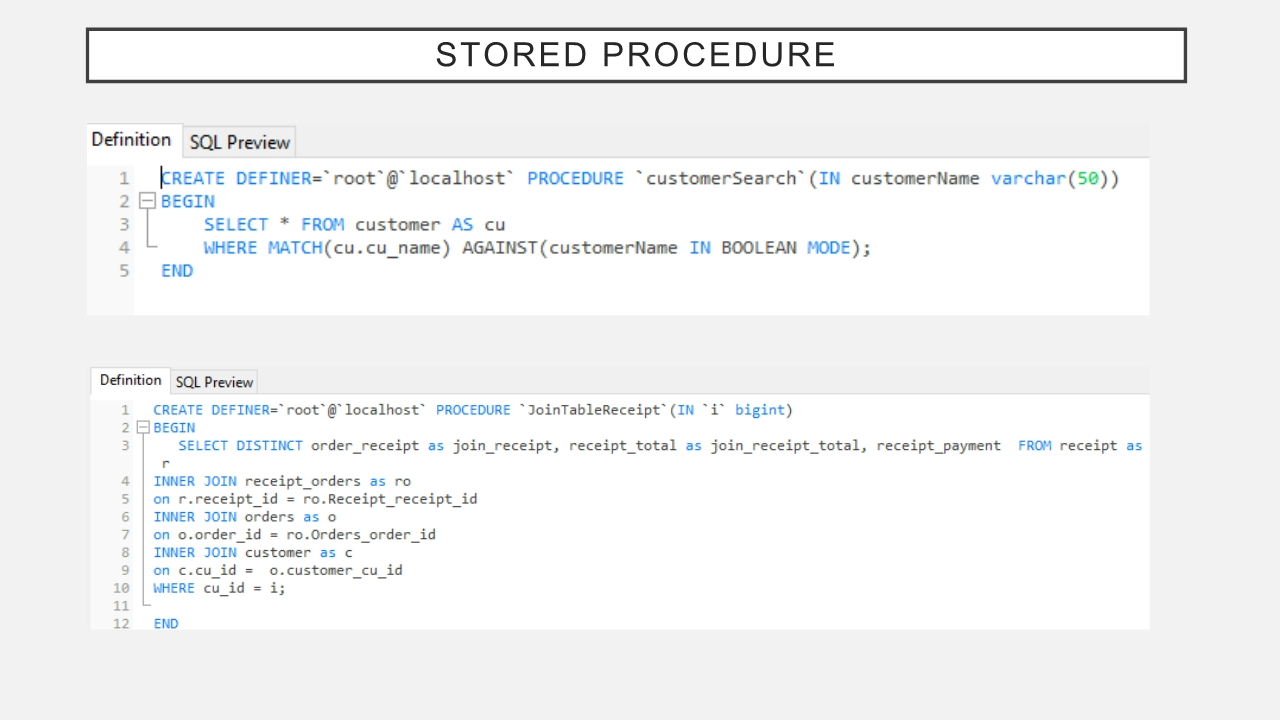 STORED PROCEDURE
Definition SQL Preview
1 CREATE DEFINER=`root`@`localhost` PROCEDURE `customerSearch`(IN customerName varchar(50))
2 BEGIN
3 SELECT * FROM customer AS cu
4 WHERE MATCH(cu.cu_name) AGAINST(customerName IN BOOLEAN MODE);
5 END
Definition SQL Preview
1 CREATE DEFINER=`root`@`localhost` PROCEDURE `JoinTableReceipt`(IN `i` bigint)
2 BEGIN
3 SELECT DISTINCT order_receipt as join_receipt, receipt_total as join_receipt_total, receipt_payment  FROM receipt as
r
4 INNER JOIN receipt_orders as ro
5 on r.receipt_id = ro.Receipt_receipt_id
6 INNER JOIN orders as o
7 on o.order_id = ro.Orders_order_id
8 INNER JOIN customer as c
9 on c.cu_id =  o.customer_cu_id
10 WHERE cu_id = i;
11
12 END